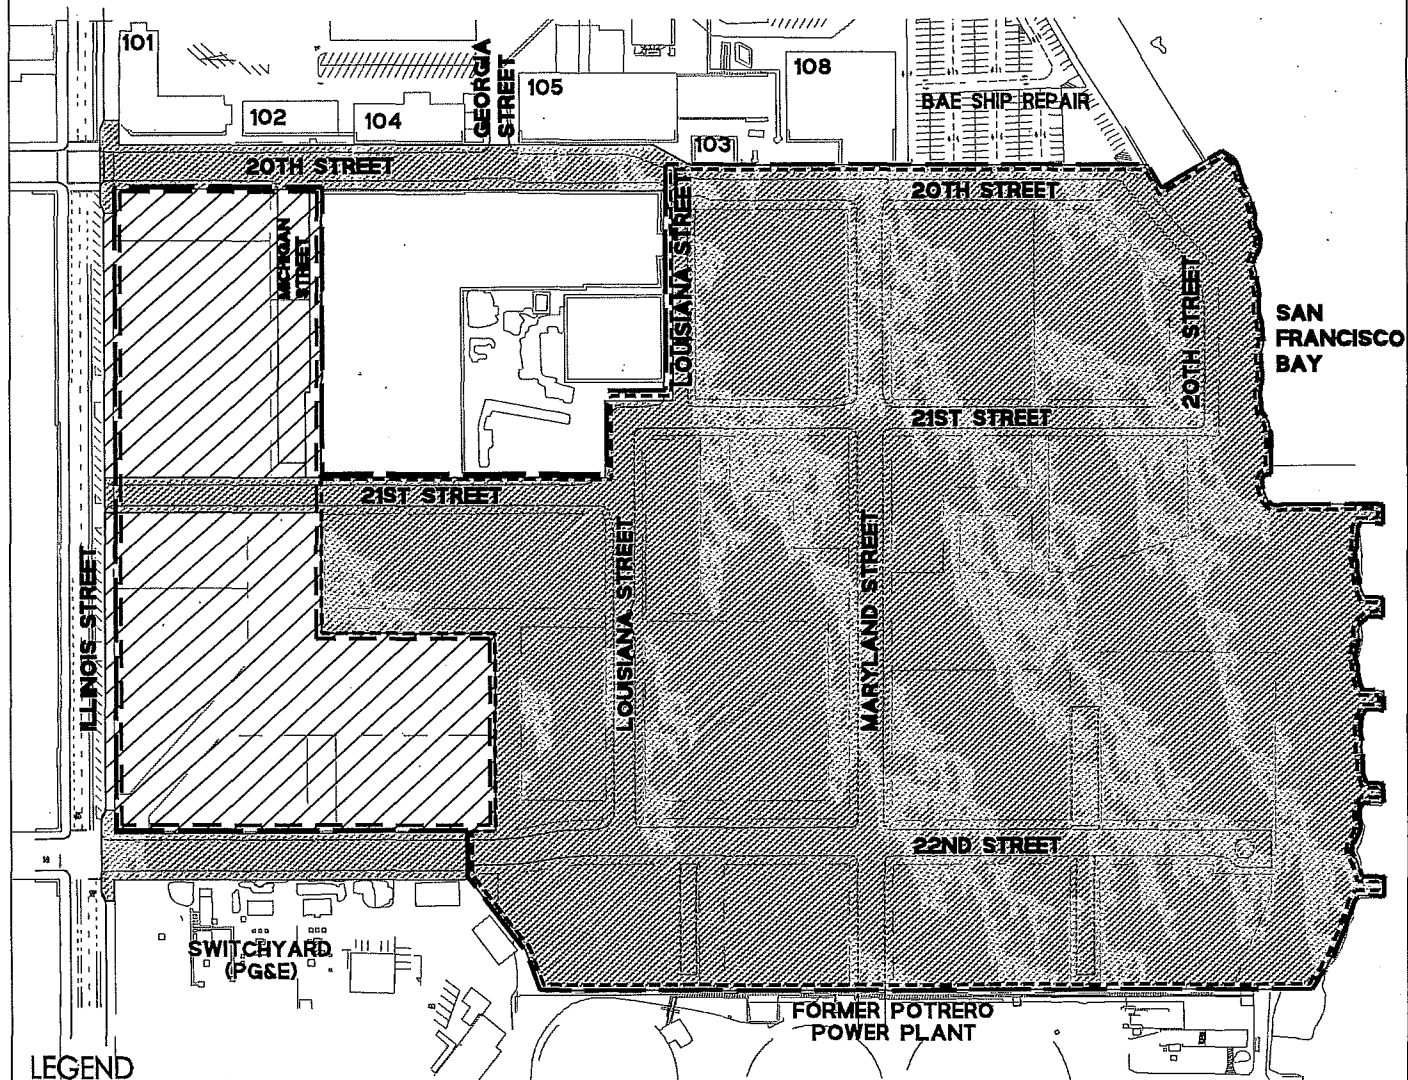 101
102
104
GEORGIA
STREET
105
108
103
BAE SHIP REPAIR
20TH STREET
20TH STREET
MICHIGAN
STREET
LOUISIANA STREET
20TH STREET
SAN
FRANCISCO
BAY
21ST STREET
21ST STREET
ILLINOIS STREET
LOUISIANA STREET
MARYLAND STREET
22ND STREET
SWITCHYARD
(PG&E)
FORMER POTRERO
POWER PLANT
LEGEND